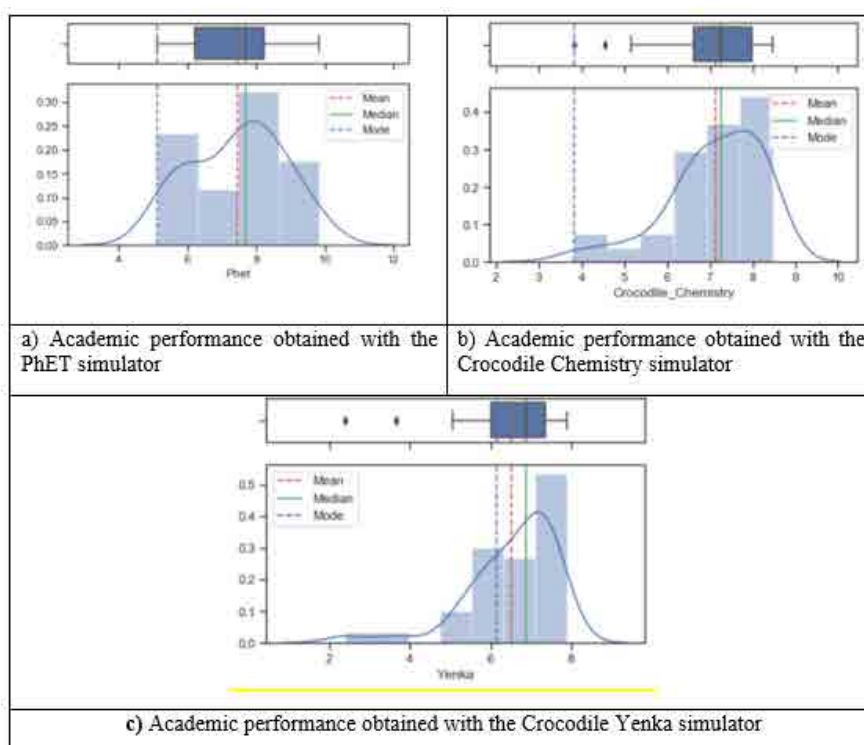 Mean
Median
Mode
0.30
0.25
0.20
0.15
0.10
0.05
0.00
4 6 8 10 12
Phet
Mean
Median
Mode
0.4
0.3
0.2
0.1
0.0
2 3 4 5 6 7 8 9 10
Crocodile_Chemistry
a) Academic performance obtained with the
PhET simulator
b) Academic performance obtained with the
Crocodile Chemistry simulator
Mean
Median
Mode
0.5
0.4
0.3
0.2
0.1
0.0
2 4 6 8
Yenka
c) Academic performance obtained with the Crocodile Yenka simulator